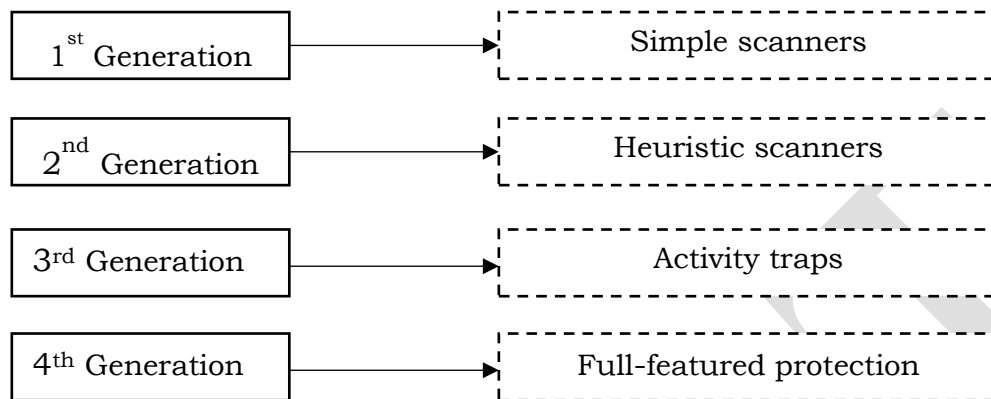 1st Generation
Simple scanners
2nd Generation
Heuristic scanners
3rd Generation
Activity traps
4th Generation
Full-featured protection